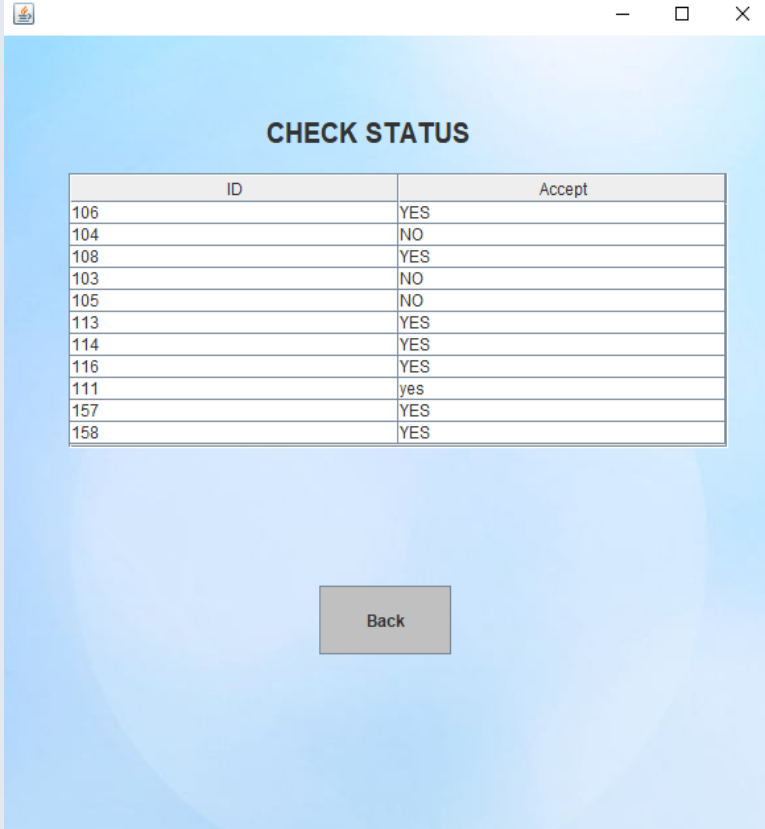 CHECK STATUS
ID Accept
106 YES
104 NO
108 YES
103 NO
105 NO
113 YES
114 YES
116 YES
111 yes
157 YES
158 YES
Back